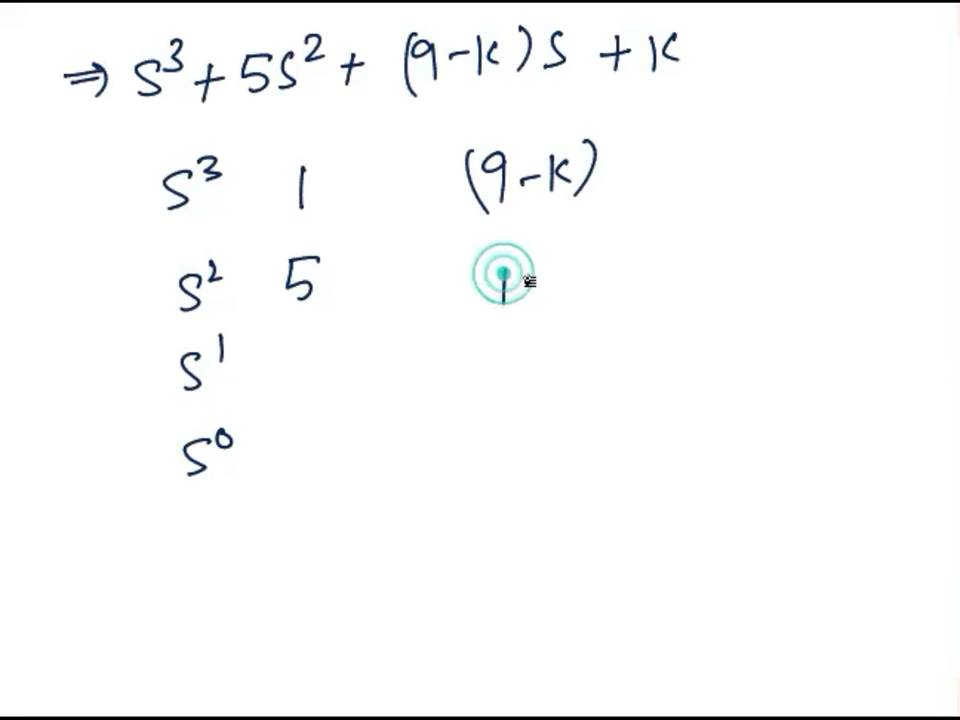 ⇒ S³ + 5S² + (9-K)S + K
S³ 1 (9-K)
S² 5
S¹
S⁰